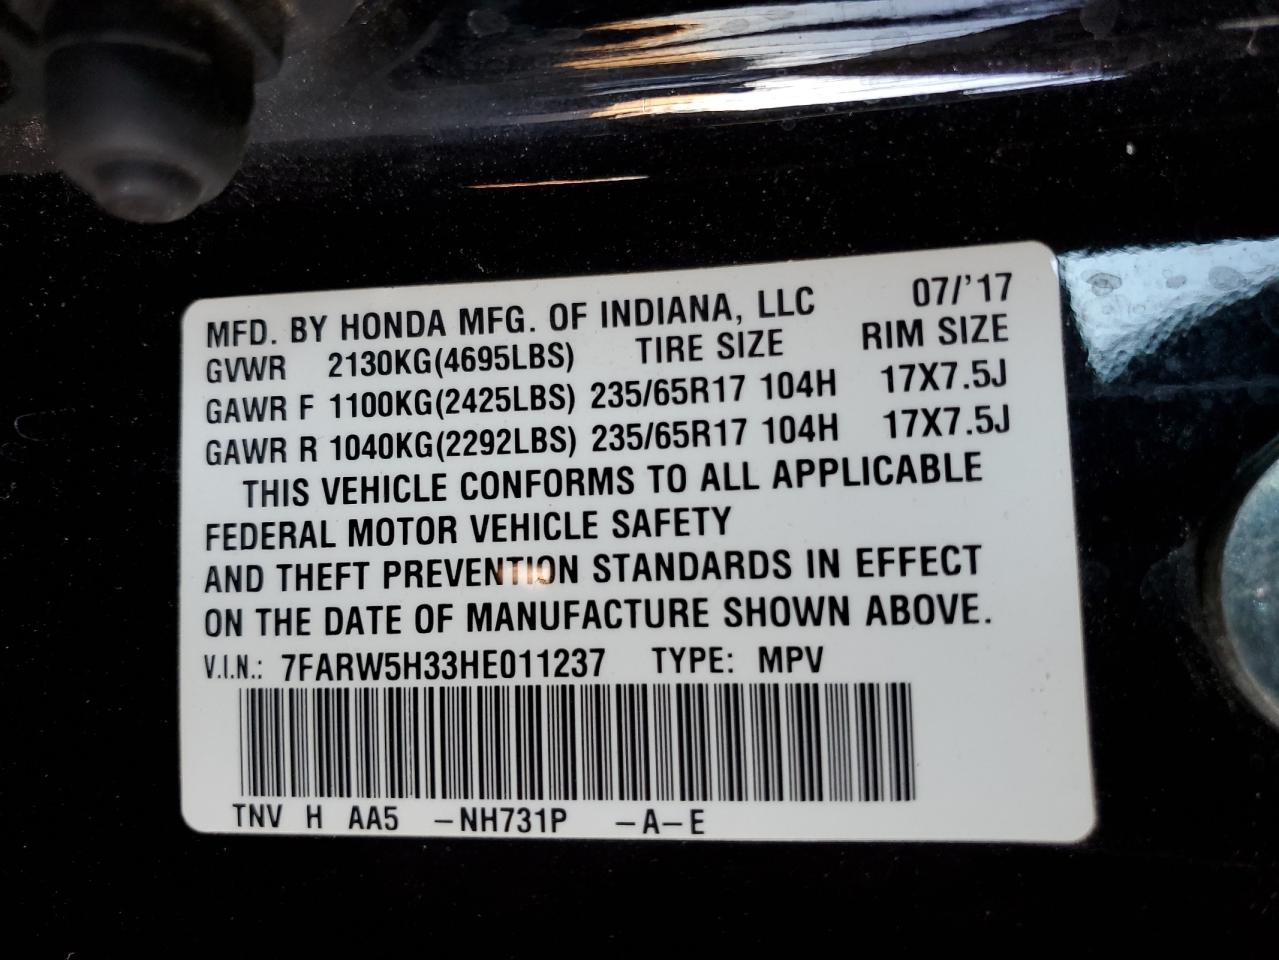 MFD. BY HONDA MFG. OF INDIANA, LLC 07/'17
GVWR 2130KG(4695LBS) TIRE SIZE RIM SIZE
GAWR F 1100KG(2425LBS) 235/65R17 104H 17X7.5J
GAWR R 1040KG(2292LBS) 235/65R17 104H 17X7.5J
THIS VEHICLE CONFORMS TO ALL APPLICABLE
FEDERAL MOTOR VEHICLE SAFETY
AND THEFT PREVENTION STANDARDS IN EFFECT
ON THE DATE OF MANUFACTURE SHOWN ABOVE.
V.I.N.: 7FARW5H33HE011237 TYPE: MPV
TNV H AA5 -NH731P -A-E